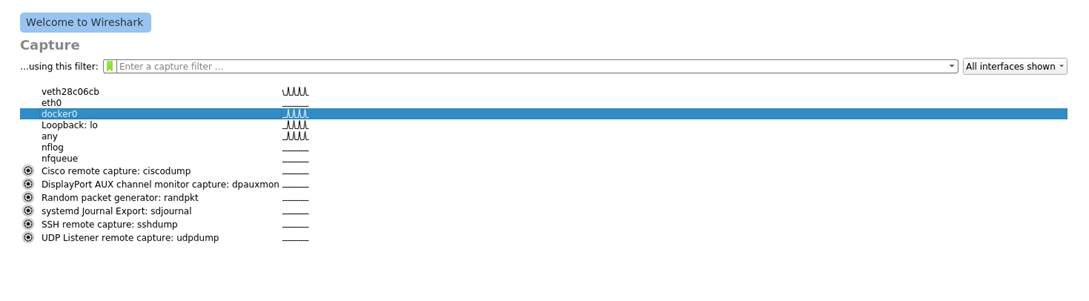 Welcome to Wireshark
Capture
...using this filter: Enter a capture filter ... All interfaces shown
veth28c06cb
eth0
docker0
Loopback: lo
any
nflog
nfqueue
Cisco remote capture: ciscodump
DisplayPort AUX channel monitor capture: dpauxmon
Random packet generator: randpkt
systemd Journal Export: sdjournal
SSH remote capture: sshdump
UDP Listener remote capture: udpdump